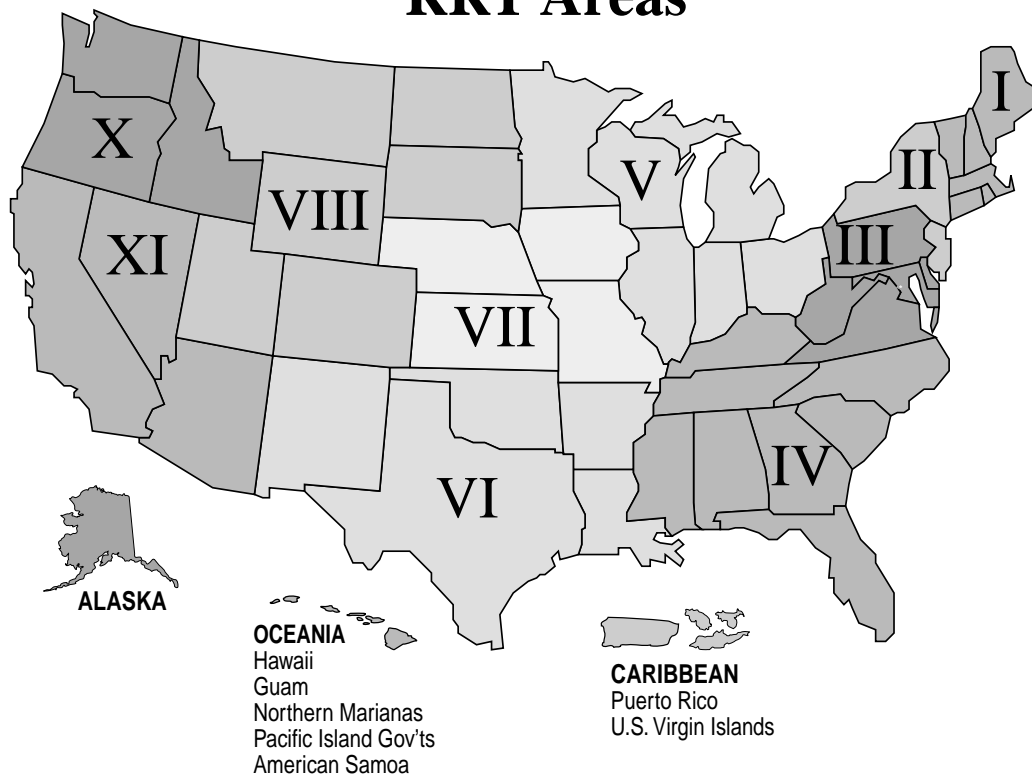 RRT Areas
I
X
II
V
VIII
III
XI
VII
IV
VI
ALASKA
OCEANIA
Hawaii
Guam
Northern Marianas
Pacific Island Gov'ts
American Samoa
CARIBBEAN
Puerto Rico
U.S. Virgin Islands